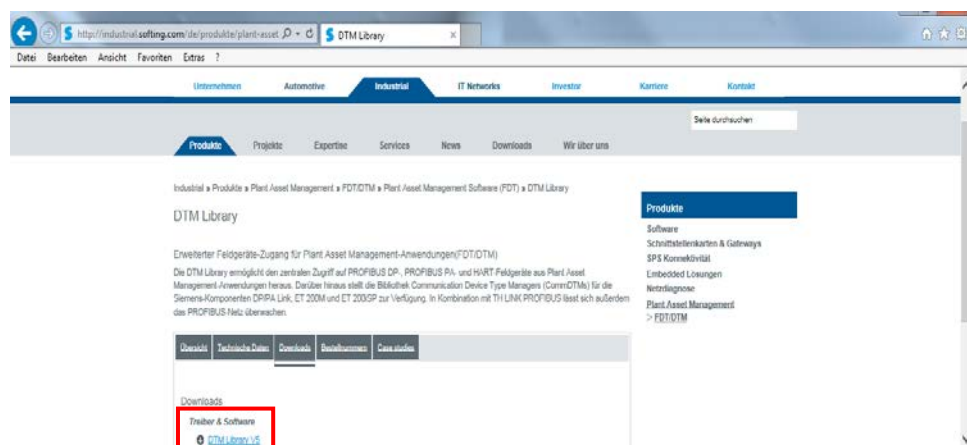 http://industrial.softing.com/de/produkte/plant-asset
DTM Library
Datei Bearbeiten Ansicht Favoriten Extras ?
Unternehmen Automotive Industrial IT Networks Investor Karriere Kontakt
Seite durchsuchen
Produkte Projekte Expertise Services News Downloads Wir über uns
Industrial » Produkte » Plant Asset Management » FDT/DTM » Plant Asset Management Software (FDT) » DTM Library
DTM Library
Erweiterter Feldgeräte-Zugang für Plant Asset Management-Anwendungen(FDT/DTM)
Die DTM Library ermöglicht den zentralen Zugriff auf PROFIBUS DP-, PROFIBUS PA- und HART-Feldgeräte aus Plant Asset
Management-Anwendungen heraus. Darüber hinaus stellt die Bibliothek Communication Device Type Managers (CommDTMs) für die
Siemens-Komponenten DP/PA Link, ET 200M und ET 200iSP zur Verfügung. In Kombination mit TH LINK PROFIBUS lässt sich außerdem
das PROFIBUS-Netz überwachen.
Übersicht Technische Daten Downloads Bestellnummern Case studies
Downloads
Treiber & Software
DTM Library V5
Produkte
Software
Schnittstellenkarten & Gateways
SPS Konnektivität
Embedded Lösungen
Netzdiagnose
Plant Asset Management
> FDT/DTM